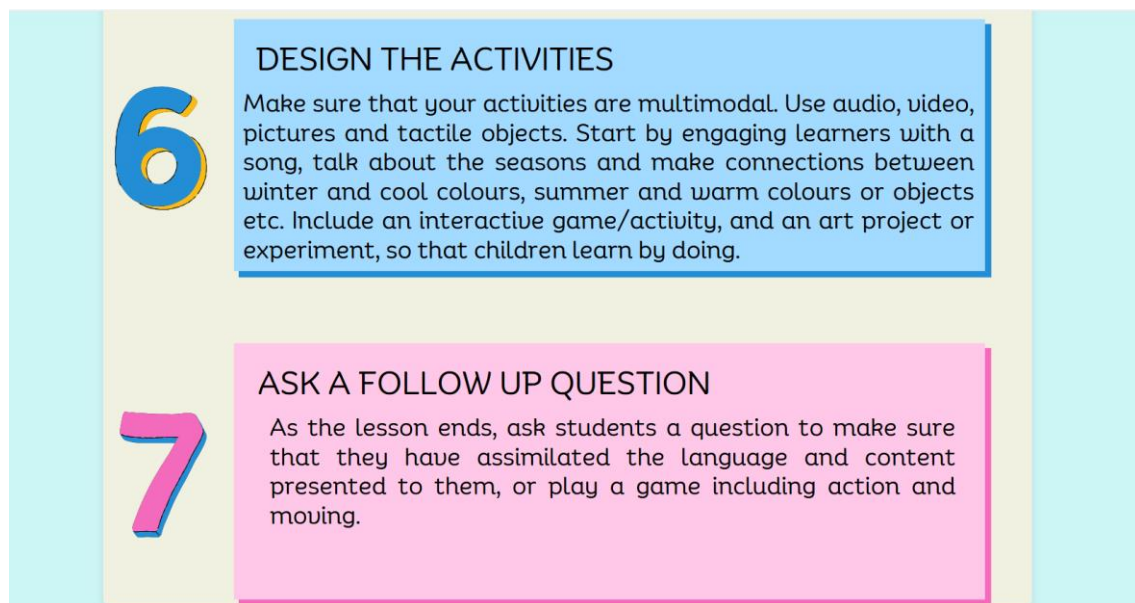 6
DESIGN THE ACTIVITIES
Make sure that your activities are multimodal. Use audio, video,
pictures and tactile objects. Start by engaging learners with a
song, talk about the seasons and make connections between
winter and cool colours, summer and warm colours or objects
etc. Include an interactive game/activity, and an art project or
experiment, so that children learn by doing.
7
ASK A FOLLOW UP QUESTION
As the lesson ends, ask students a question to make sure
that they have assimilated the language and content
presented to them, or play a game including action and
moving.